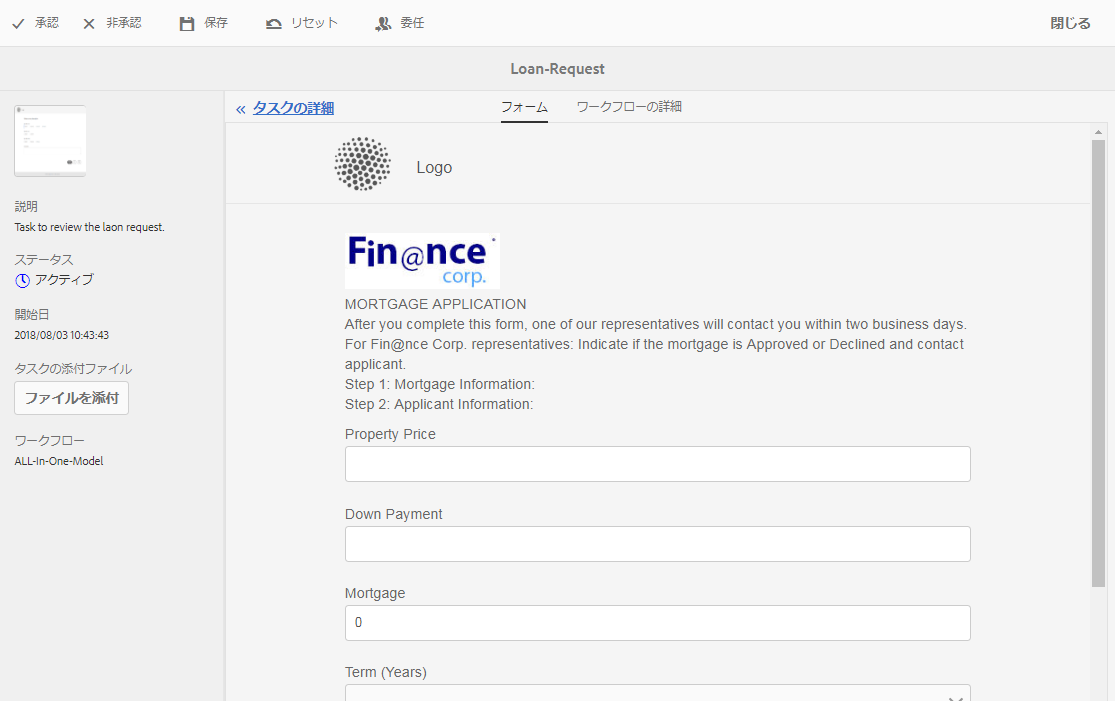 承認 非承認 保存 リセット 委任 閉じる
Loan-Request
« タスクの詳細 フォーム ワークフローの詳細
説明
Task to review the laon request.
ステータス
アクティブ
開始日
2018/08/03 10:43:43
タスクの添付ファイル
ファイルを添付
ワークフロー
ALL-In-One-Model
Logo
Fin@nce
corp.
MORTGAGE APPLICATION
After you complete this form, one of our representatives will contact you within two business days.
For Fin@nce Corp. representatives: Indicate if the mortgage is Approved or Declined and contact
applicant.
Step 1: Mortgage Information:
Step 2: Applicant Information:
Property Price
Down Payment
Mortgage
0
Term (Years)